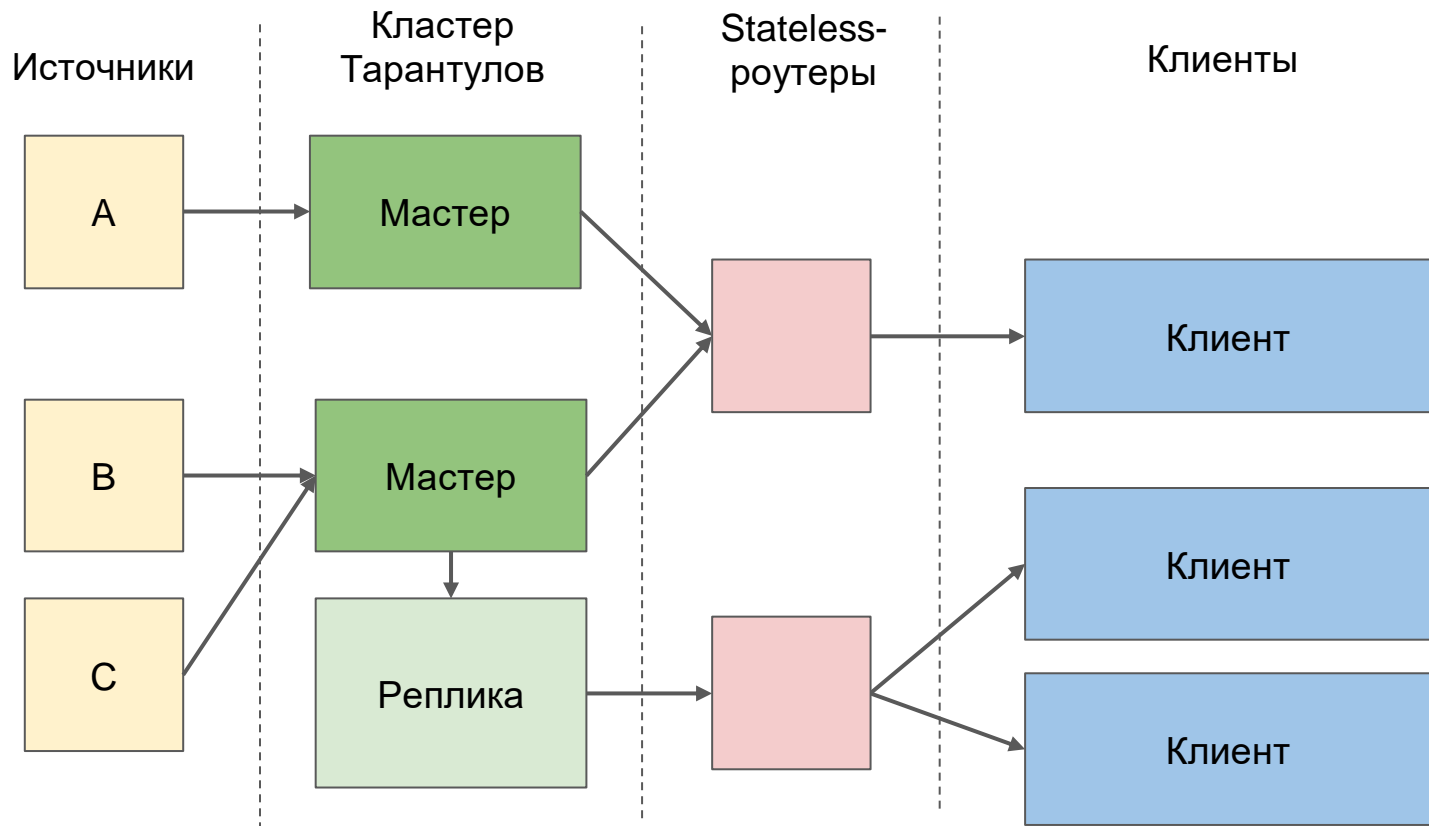 Источники
Кластер
Тарантулов
Stateless-
роутеры
Клиенты
A
Мастер
Клиент
B
Мастер
Клиент
C
Реплика
Клиент